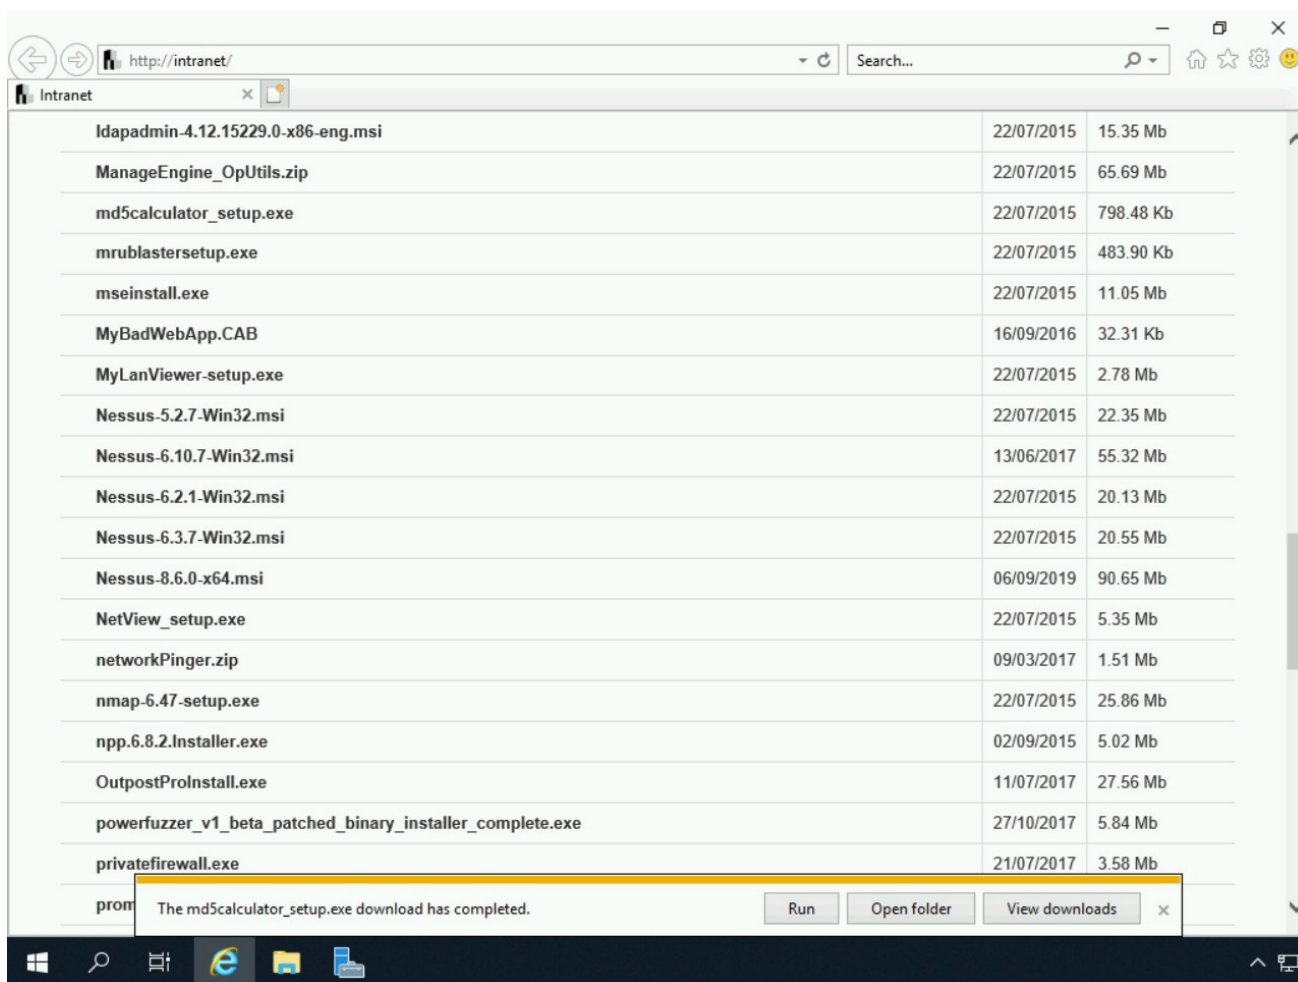 http://intranet/
Search...
Intranet
ldapadmin-4.12.15229.0-x86-eng.msi 22/07/2015 15.35 Mb
ManageEngine_OpUtils.zip 22/07/2015 65.69 Mb
md5calculator_setup.exe 22/07/2015 798.48 Kb
mrublastersetup.exe 22/07/2015 483.90 Kb
mseinstall.exe 22/07/2015 11.05 Mb
MyBadWebApp.CAB 16/09/2016 32.31 Kb
MyLanViewer-setup.exe 22/07/2015 2.78 Mb
Nessus-5.2.7-Win32.msi 22/07/2015 22.35 Mb
Nessus-6.10.7-Win32.msi 13/06/2017 55.32 Mb
Nessus-6.2.1-Win32.msi 22/07/2015 20.13 Mb
Nessus-6.3.7-Win32.msi 22/07/2015 20.55 Mb
Nessus-8.6.0-x64.msi 06/09/2019 90.65 Mb
NetView_setup.exe 22/07/2015 5.35 Mb
networkPinger.zip 09/03/2017 1.51 Mb
nmap-6.47-setup.exe 22/07/2015 25.86 Mb
npp.6.8.2.Installer.exe 02/09/2015 5.02 Mb
OutpostProInstall.exe 11/07/2017 27.56 Mb
powerfuzzer_v1_beta_patched_binary_installer_complete.exe 27/10/2017 5.84 Mb
privatefirewall.exe 21/07/2017 3.58 Mb
prom
The md5calculator_setup.exe download has completed. Run Open folder View downloads